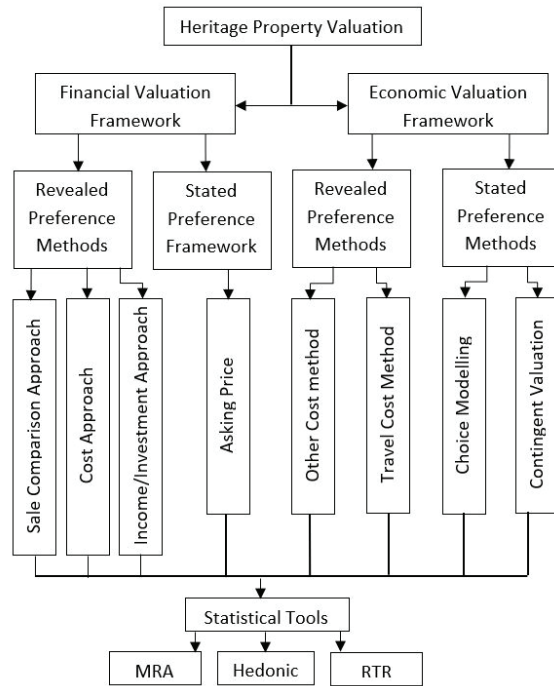 Heritage Property Valuation
Financial Valuation
Framework
Economic Valuation
Framework
Revealed
Preference
Methods
Stated
Preference
Framework
Revealed
Preference
Methods
Stated
Preference
Methods
Sale Comparison Approach
Cost Approach
Income/Investment Approach
Asking Price
Other Cost method
Travel Cost Method
Choice Modelling
Contingent Valuation
Statistical Tools
MRA
Hedonic
RTR